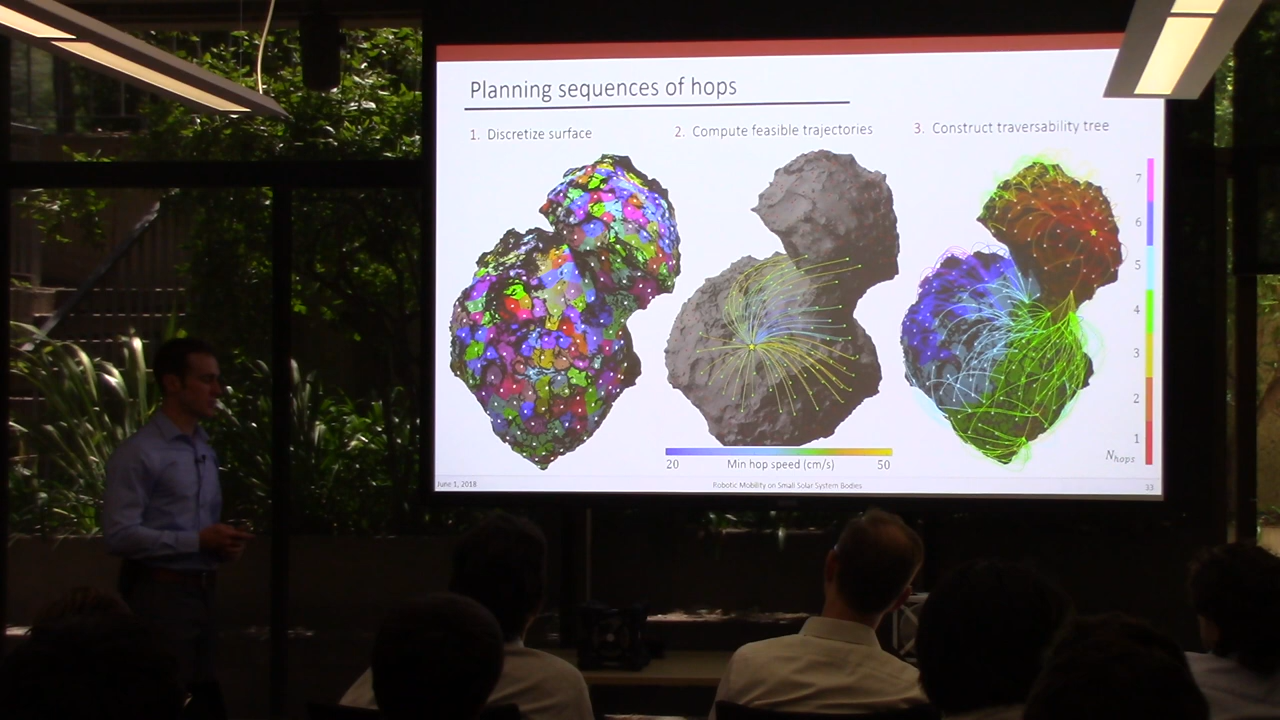 Planning sequences of hops
1. Discretize surface
2. Compute feasible trajectories
3. Construct traversability tree
7
6
5
4
3
2
1
N hops
20 Min hop speed (cm/s) 50
June 1, 2018
Robotic Mobility on Small Solar System Bodies
33